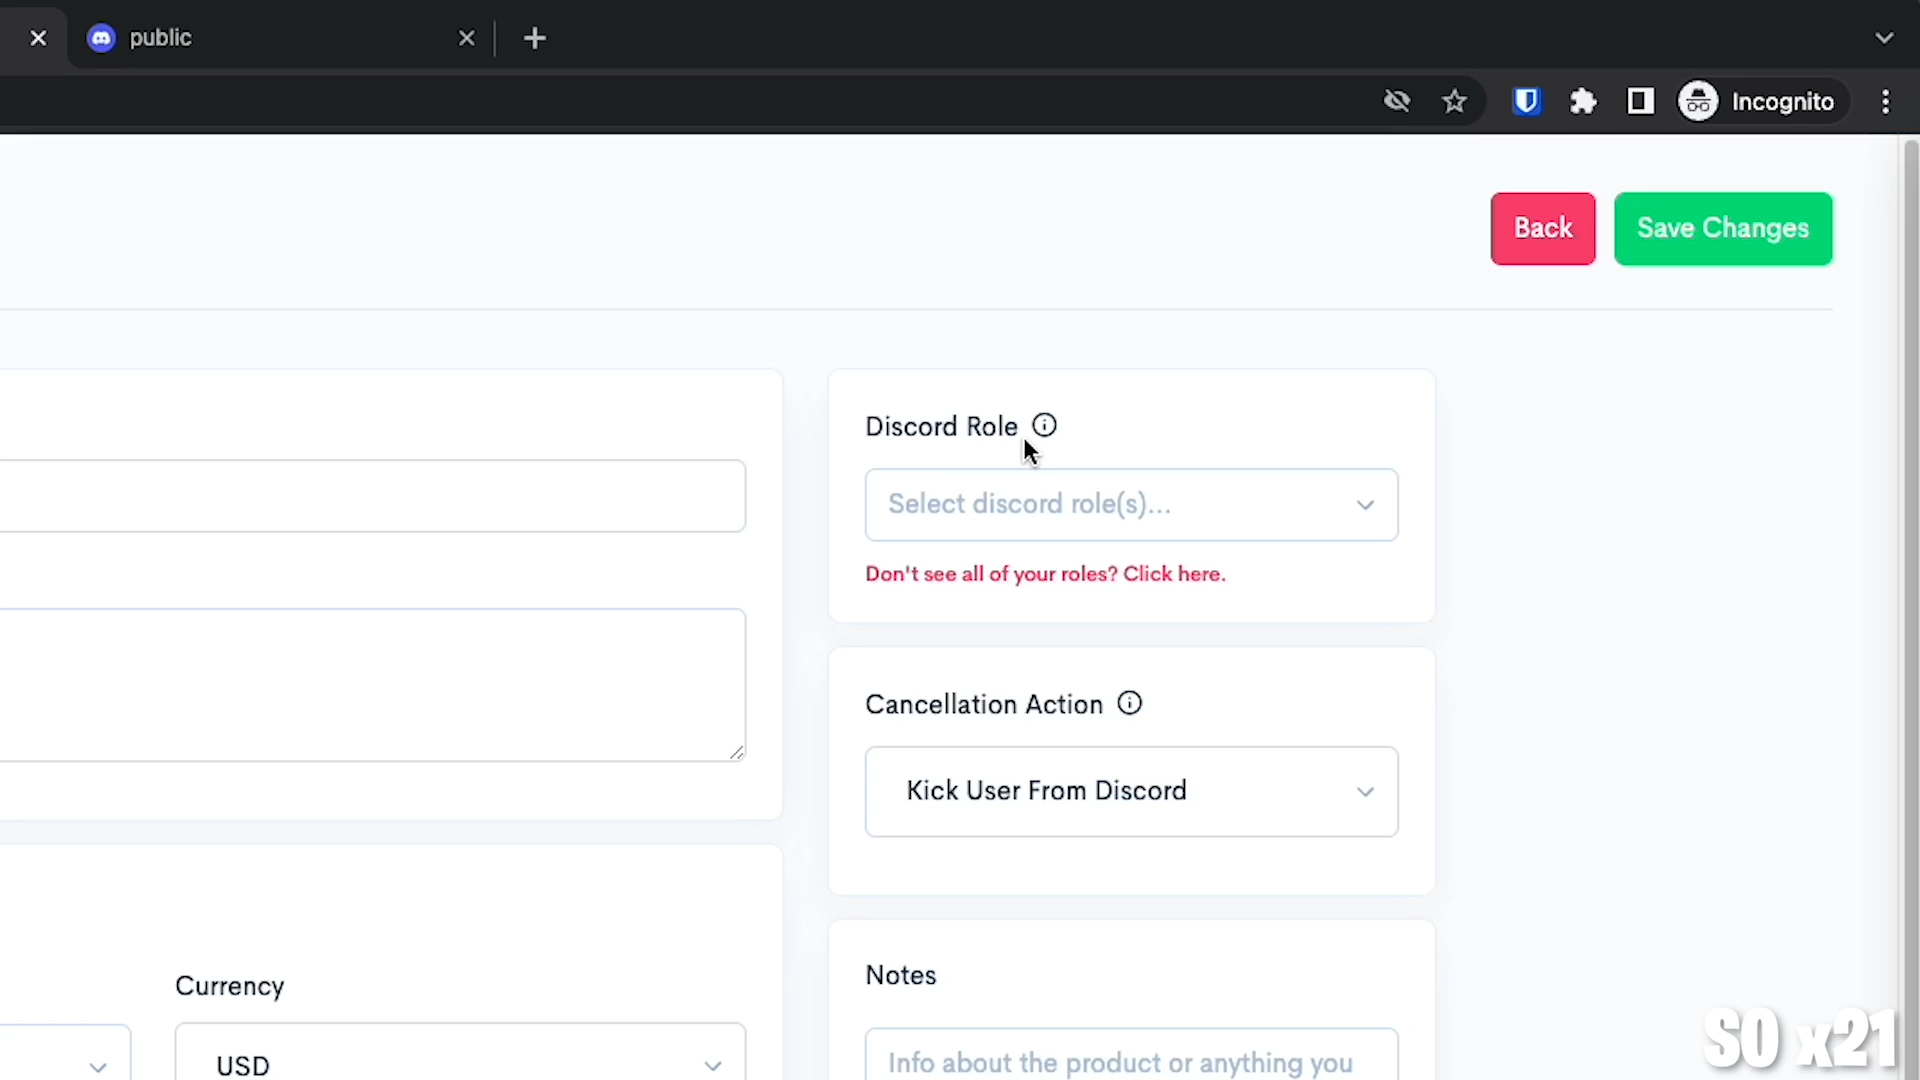 public
Incognito
Back
Save Changes
Discord Role
Select discord role(s)...
Don't see all of your roles? Click here.
Cancellation Action
Kick User From Discord
Currency
USD
Notes
Info about the product or anything you
$0 x21